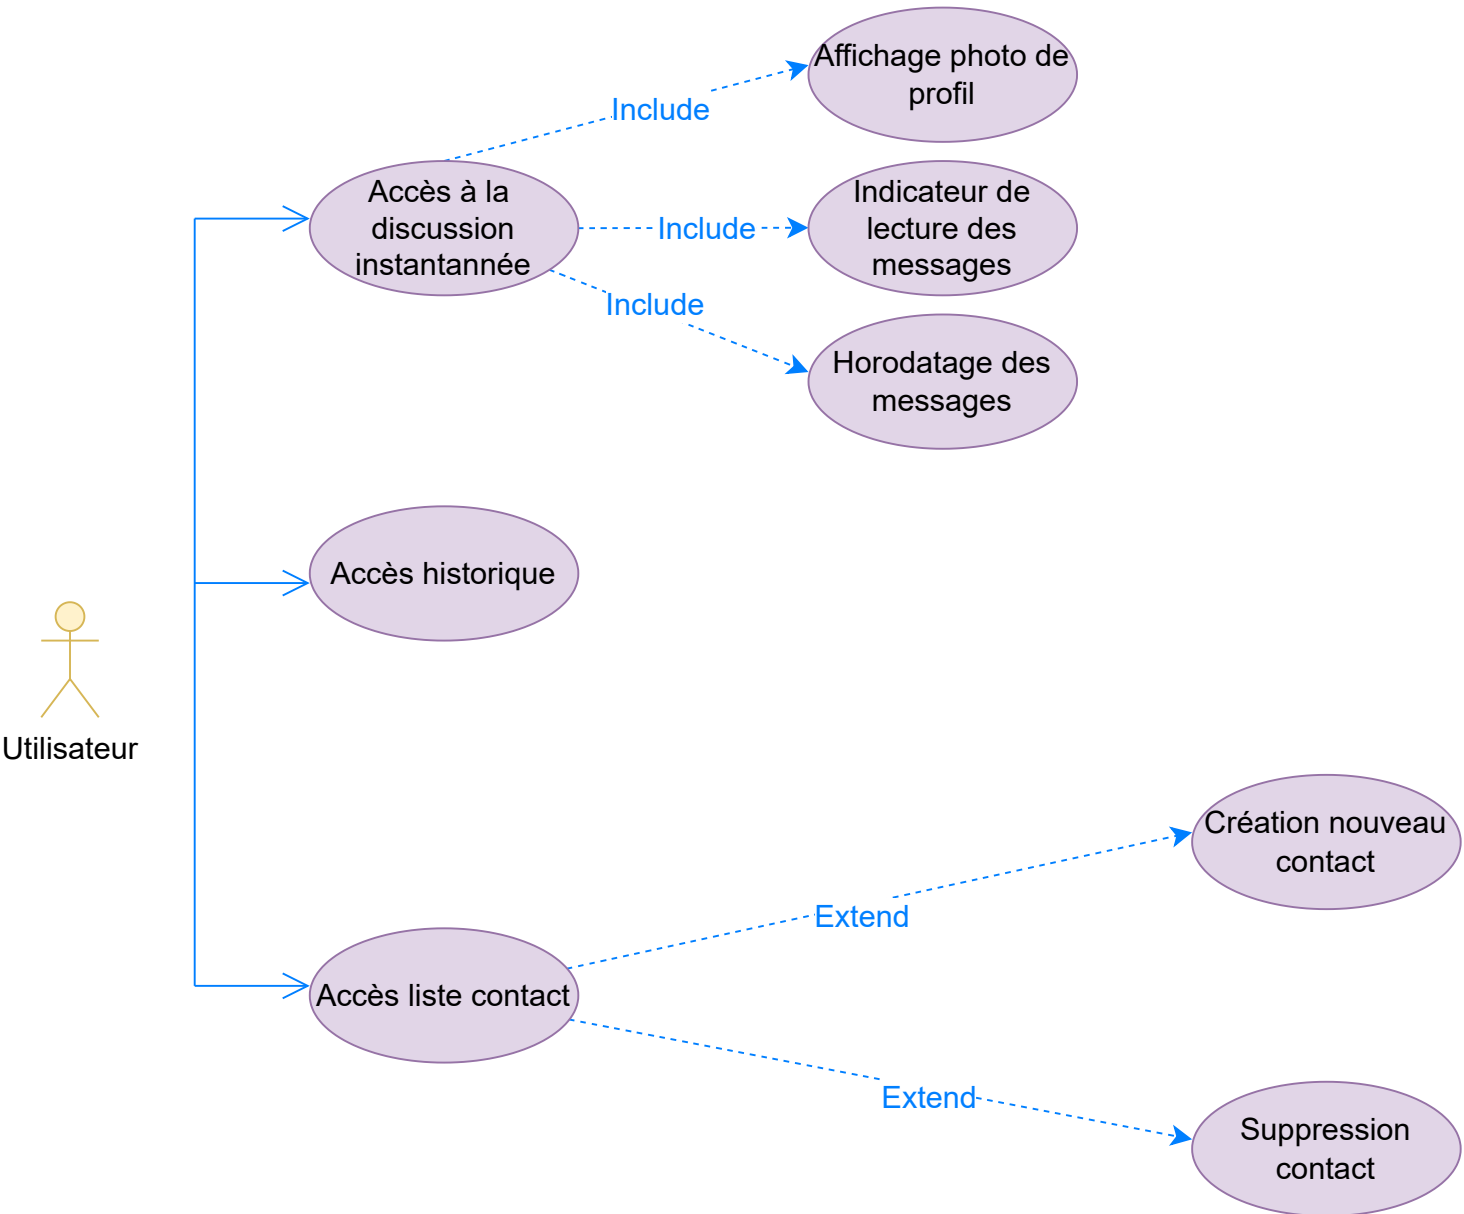 Affichage photo de
profil
Include
Accès à la
discussion
instantannée
Include
Indicateur de
lecture des
messages
Include
Horodatage des
messages
Accès historique
Utilisateur
Création nouveau
contact
Extend
Accès liste contact
Extend
Suppression
contact